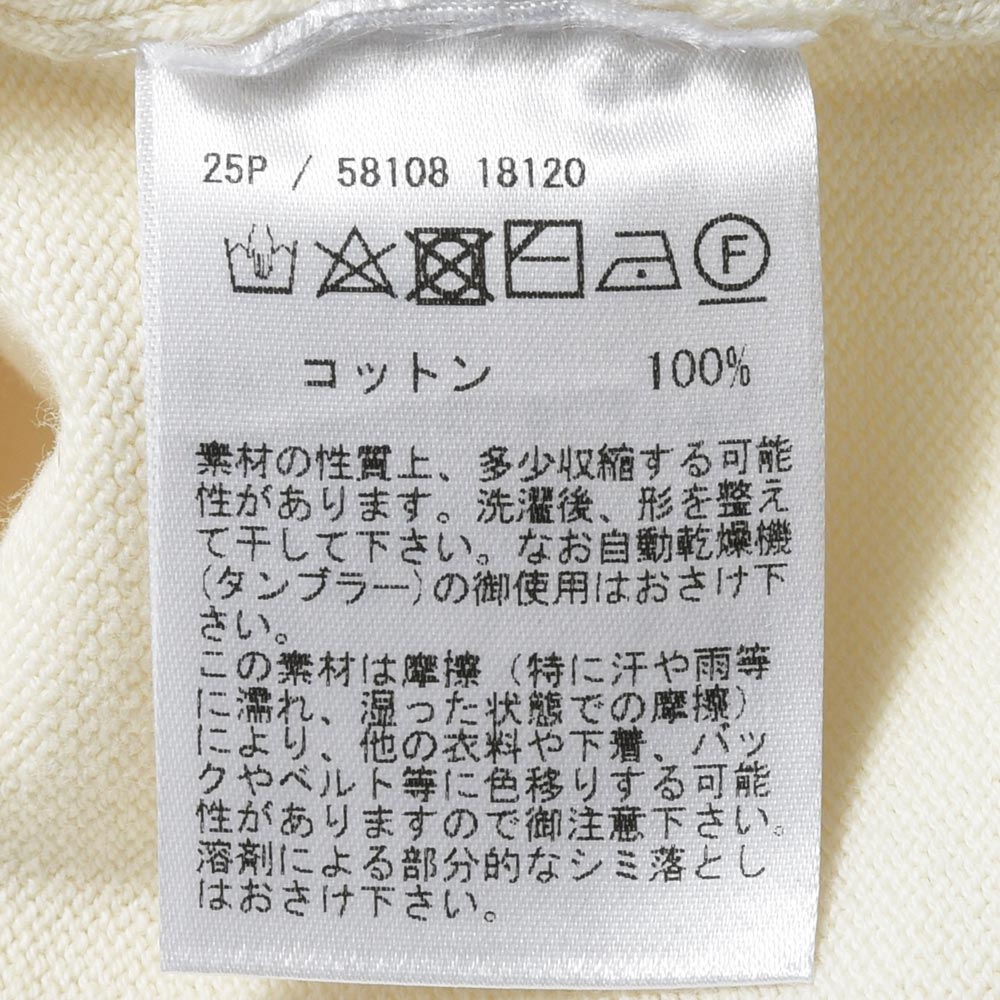 25P / 58108 18120
F
コットン 100%
素材の性質上、多少収縮する可能
性があります。洗濯後、形を整え
て干して下さい。なお自動乾燥機
(タンブラー)の御使用はおさけ下
さい。
この素材は摩擦（特に汗や雨等
に濡れ、湿った状態での摩擦）
により、他の衣料や下着、バッ
クやベルト等に色移りする可能
性がありますので御注意下さい。
溶剤による部分的なシミ落とし
はおさけ下さい。